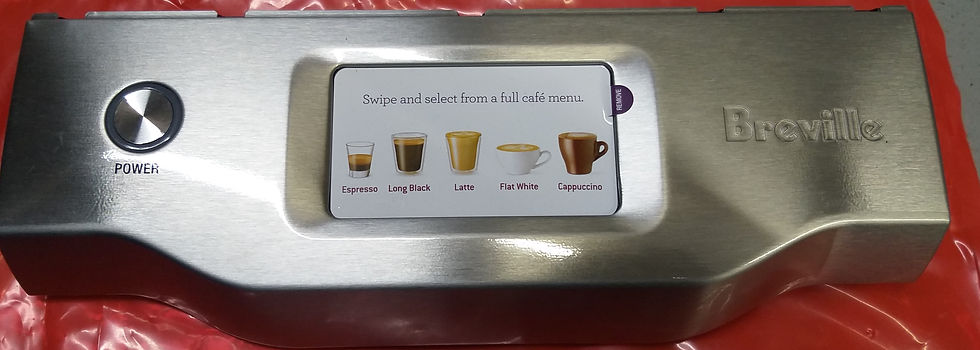 Swipe and select from a full café menu.
REMOVE
Breville
POWER
Espresso Long Black Latte Flat White Cappuccino